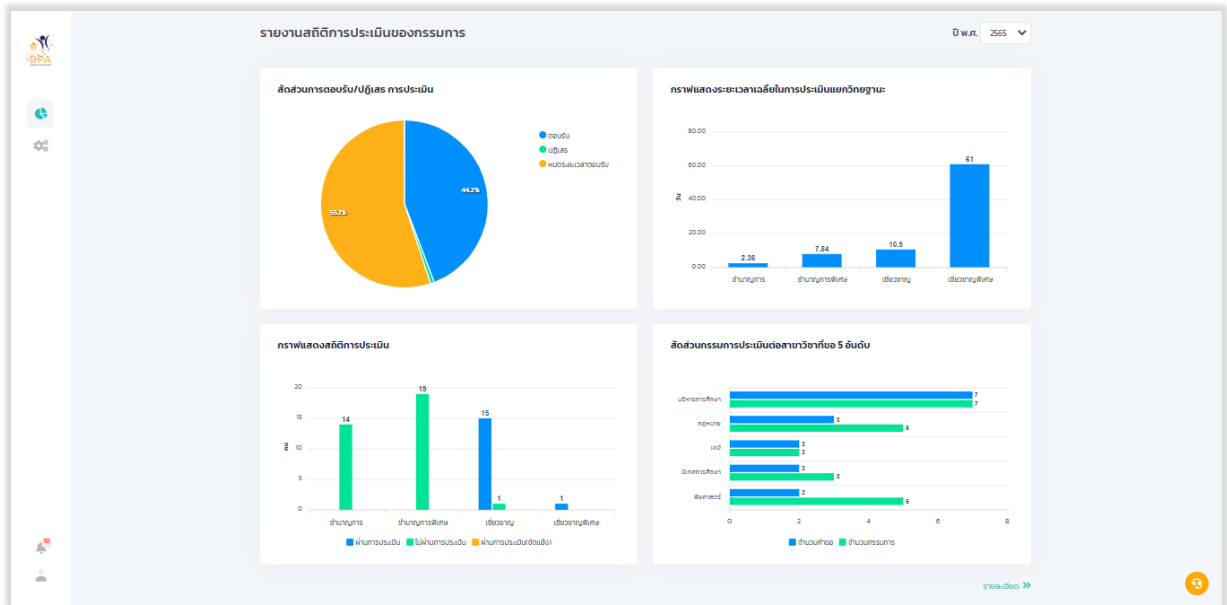 รายงานสถิติการประเมินของกรรมการ
ปี พ.ศ. 2565
DPA
สัดส่วนการตอบรับ/ปฏิเสธ การประเมิน
ตอบรับ
ปฏิเสธ
หมดระยะเวลาตอบรับ
44.2%
55.1%
กราฟแสดงระยะเวลาเฉลี่ยในการประเมินแยกวิทยฐานะ
80.00
60.00
40.00
20.00
0.00
วัน
2.36
7.84
10.5
61
ชำนาญการ
ชำนาญการพิเศษ
เชี่ยวชาญ
เชี่ยวชาญพิเศษ
กราฟแสดงสถิติการประเมิน
20
15
10
5
0
คน
14
19
15
1
1
ชำนาญการ
ชำนาญการพิเศษ
เชี่ยวชาญ
เชี่ยวชาญพิเศษ
ผ่านการประเมิน ไม่ผ่านการประเมิน ผ่านการประเมิน(ขัดแย้ง)
สัดส่วนกรรมการประเมินต่อสาขาวิชาที่ขอ 5 อันดับ
บริหารการศึกษา
7
7
กฎหมาย
3
เคมี
2
2
นิเทศการศึกษา
2
3
2
5
0 2 4 6 8
จำนวนคำขอ จำนวนกรรมการ
10
รายละเอียด